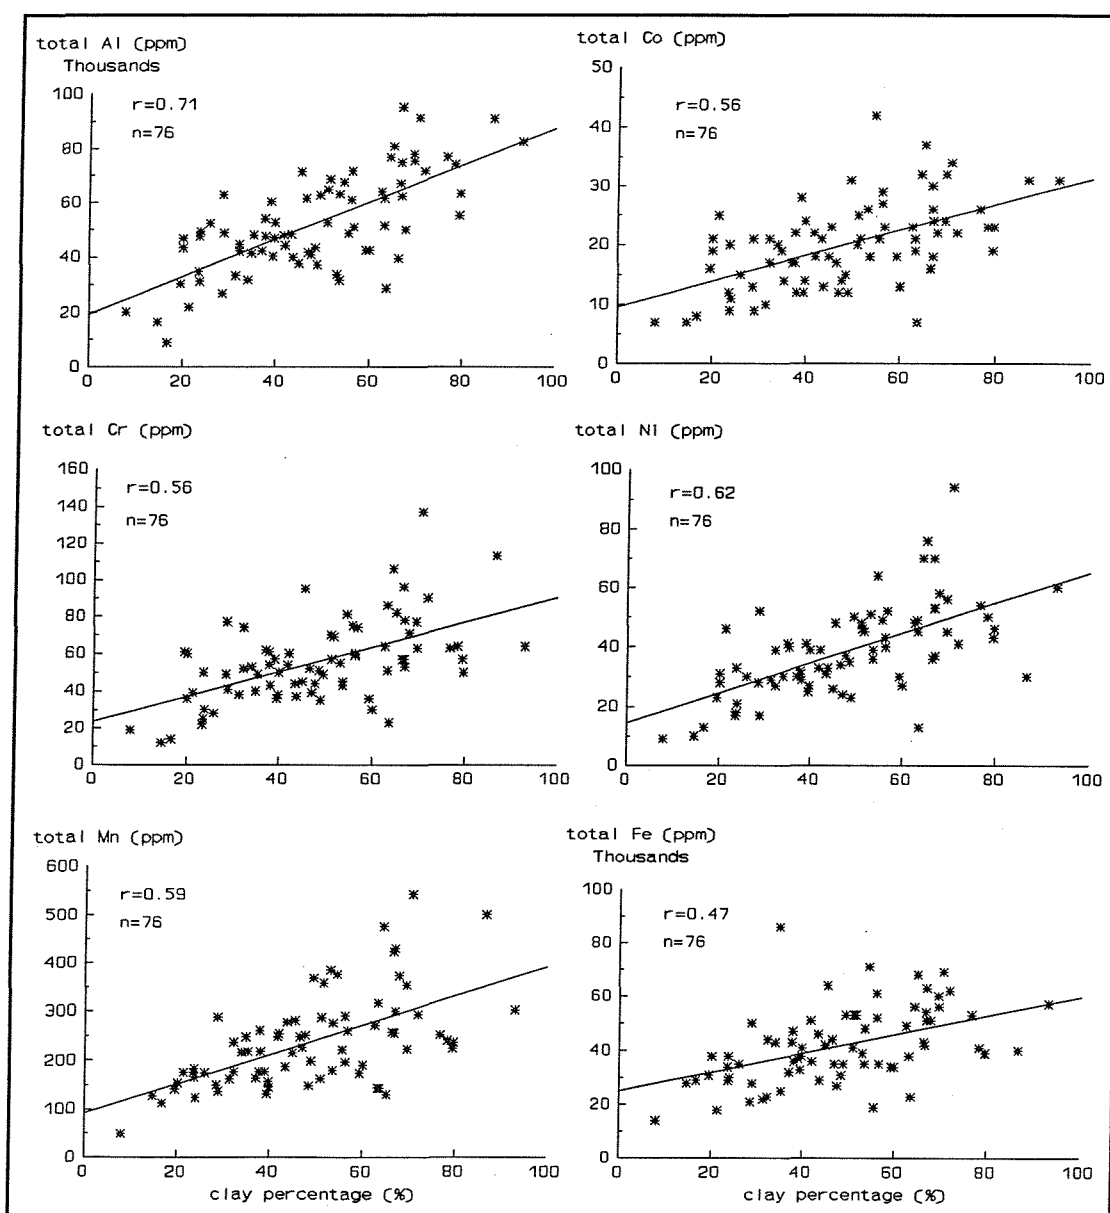 total Al (ppm)
Thousands
100
80
60
40
20
0
r=0.71
n=76
0 20 40 60 80 100
total Co (ppm)
50
40
30
20
10
0
r=0.56
n=76
0 20 40 60 80 100
total Cr (ppm)
160
140
120
100
80
60
40
20
0
r=0.56
n=76
0 20 40 60 80 100
total Ni (ppm)
100
80
60
40
20
0
r=0.62
n=76
0 20 40 60 80 100
total Mn (ppm)
600
500
400
300
200
100
0
r=0.59
n=76
0 20 40 60 80 100
clay percentage (%)
total Fe (ppm)
Thousands
100
80
60
40
20
0
r=0.47
n=76
0 20 40 60 80 100
clay percentage (%)